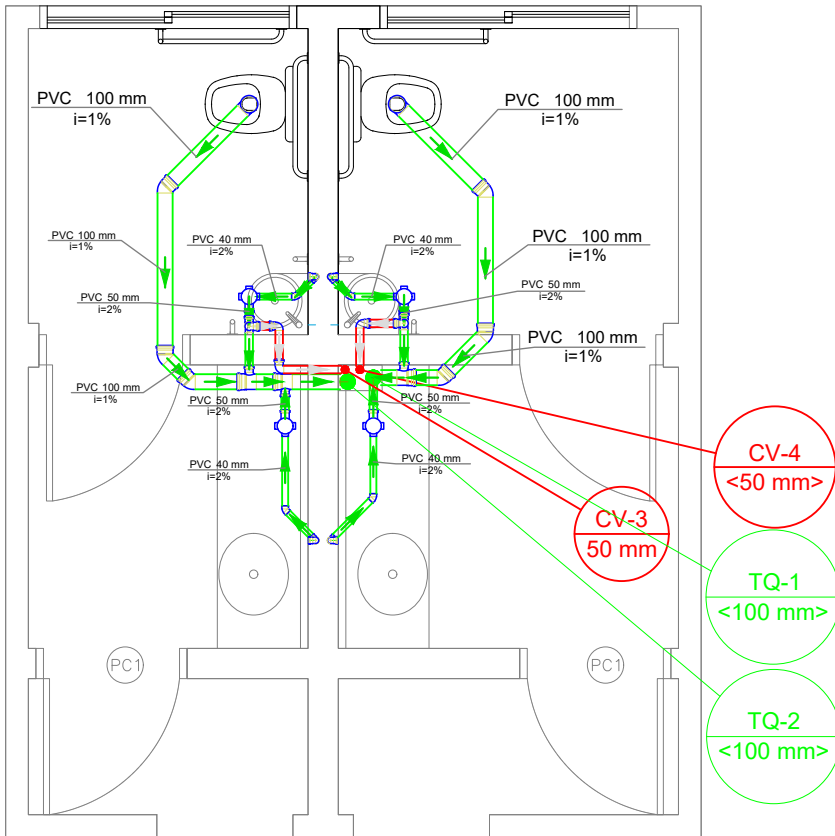 PVC 100 mm
i=1%
PVC 100 mm
i=1%
PVC 100 mm
i=1%
PVC 40 mm
i=2%
PVC 40 mm
i=2%
PVC 100 mm
i=1%
PVC 50 mm
i=2%
PVC 50 mm
i=2%
PVC 100 mm
i=1%
PVC 100 mm
i=1%
PVC 50 mm
i=2%
PVC 50 mm
i=2%
PVC 40 mm
i=2%
PVC 40 mm
i=2%
CV-4
<50 mm>
CV-3
50 mm
TQ-1
<100 mm>
TQ-2
<100 mm>
PC1
PC1